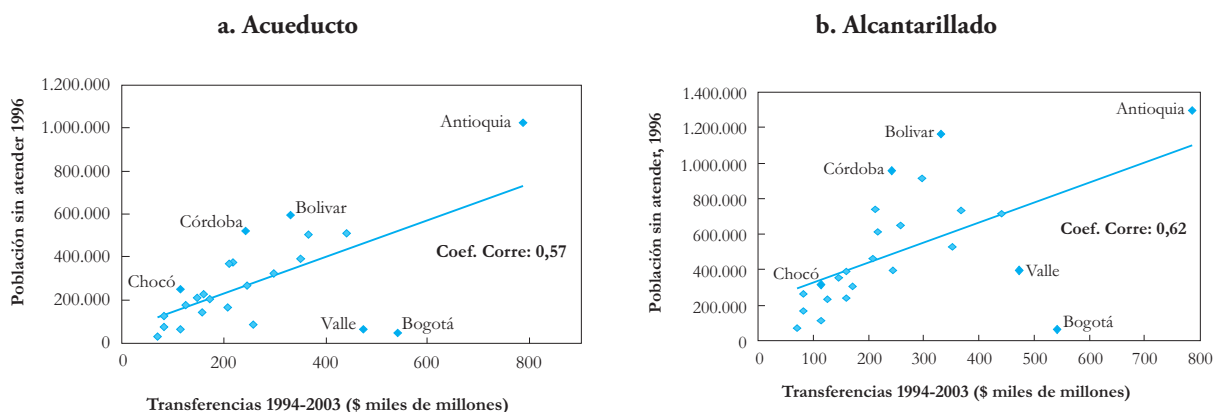 a. Acueducto
Población sin atender 1996
1.200.000
1.000.000
800.000
600.000
400.000
200.000
0
Antioquia
Bolivar
Córdoba
Coef. Corre: 0,57
Chocó
Valle
Bogotá
0
200
400
600
800
Transferencias 1994-2003 ($ miles de millones)
b. Alcantarillado
Población sin atender, 1996
1.400.000
1.200.000
1.000.000
800.000
600.000
400.000
200.000
0
Antioquia
Bolivar
Córdoba
Coef. Corre: 0,62
Chocó
Valle
Bogotá
0
100
200
300
400
500
600
700
800
Transferencias 1994-2003 ($ miles de millones)